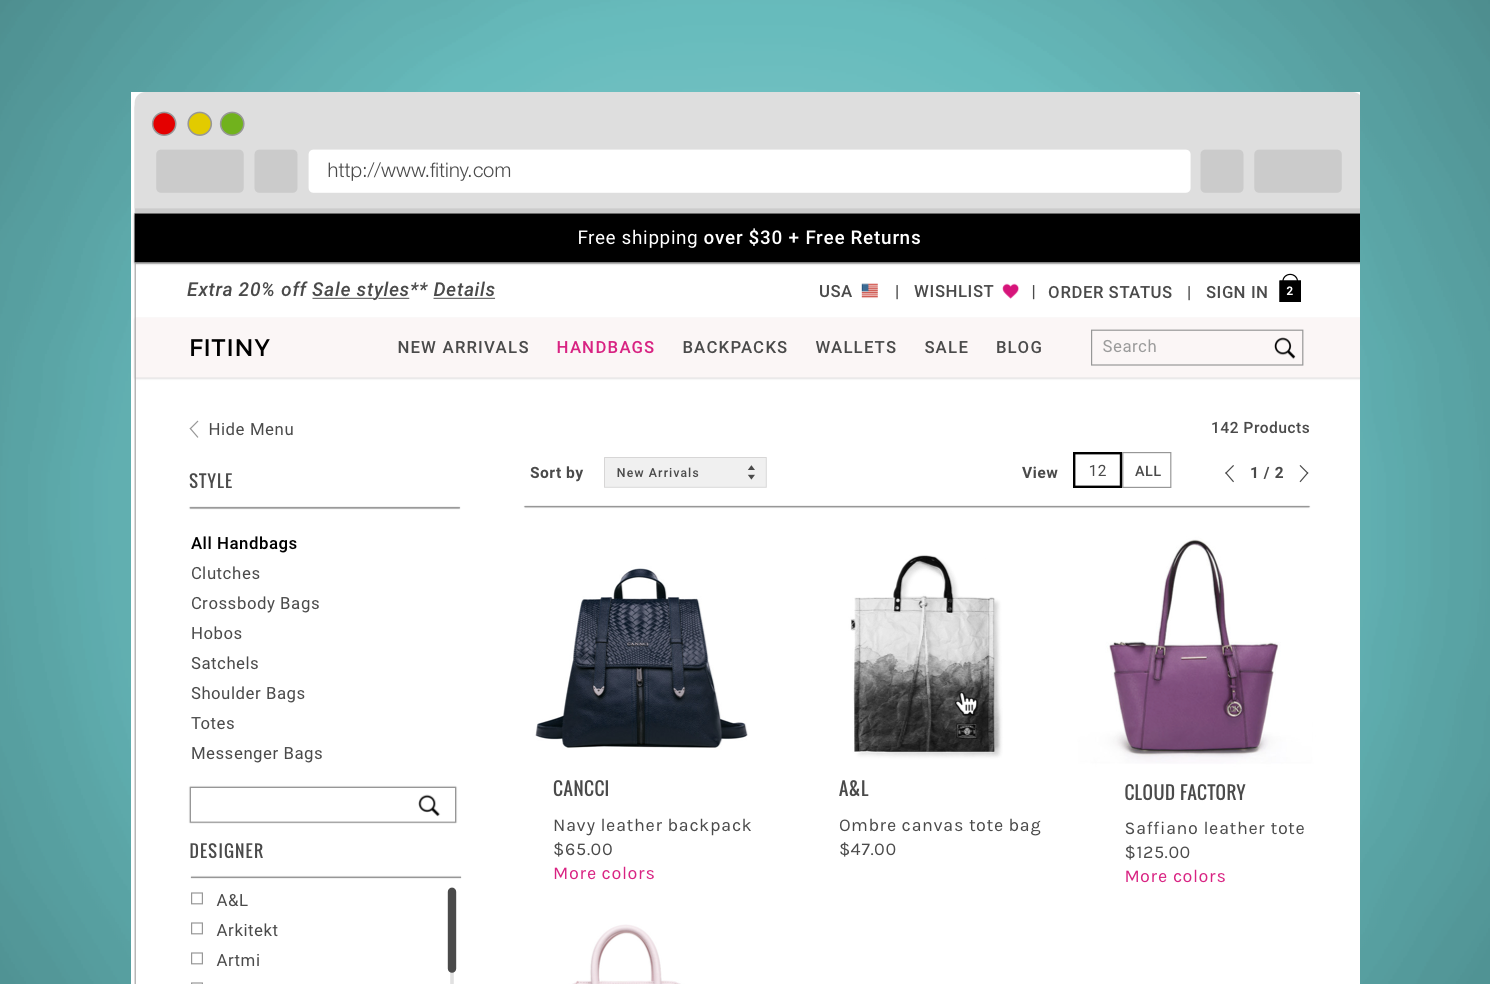 http://www.fitiny.com
Free shipping over $30 + Free Returns
Extra 20% off Sale styles** Details
USA | WISHLIST | ORDER STATUS | SIGN IN 2
FITINY NEW ARRIVALS HANDBAGS BACKPACKS WALLETS SALE BLOG Search
Hide Menu
142 Products
Sort by New Arrivals View 12 ALL 1 / 2
STYLE
All Handbags
Clutches
Crossbody Bags
Hobos
Satchels
Shoulder Bags
Totes
Messenger Bags
DESIGNER
A&L
Arkitekt
Artmi
CANCCI
Navy leather backpack
$65.00
More colors
A&L
Ombre canvas tote bag
$47.00
CLOUD FACTORY
Saffiano leather tote
$125.00
More colors